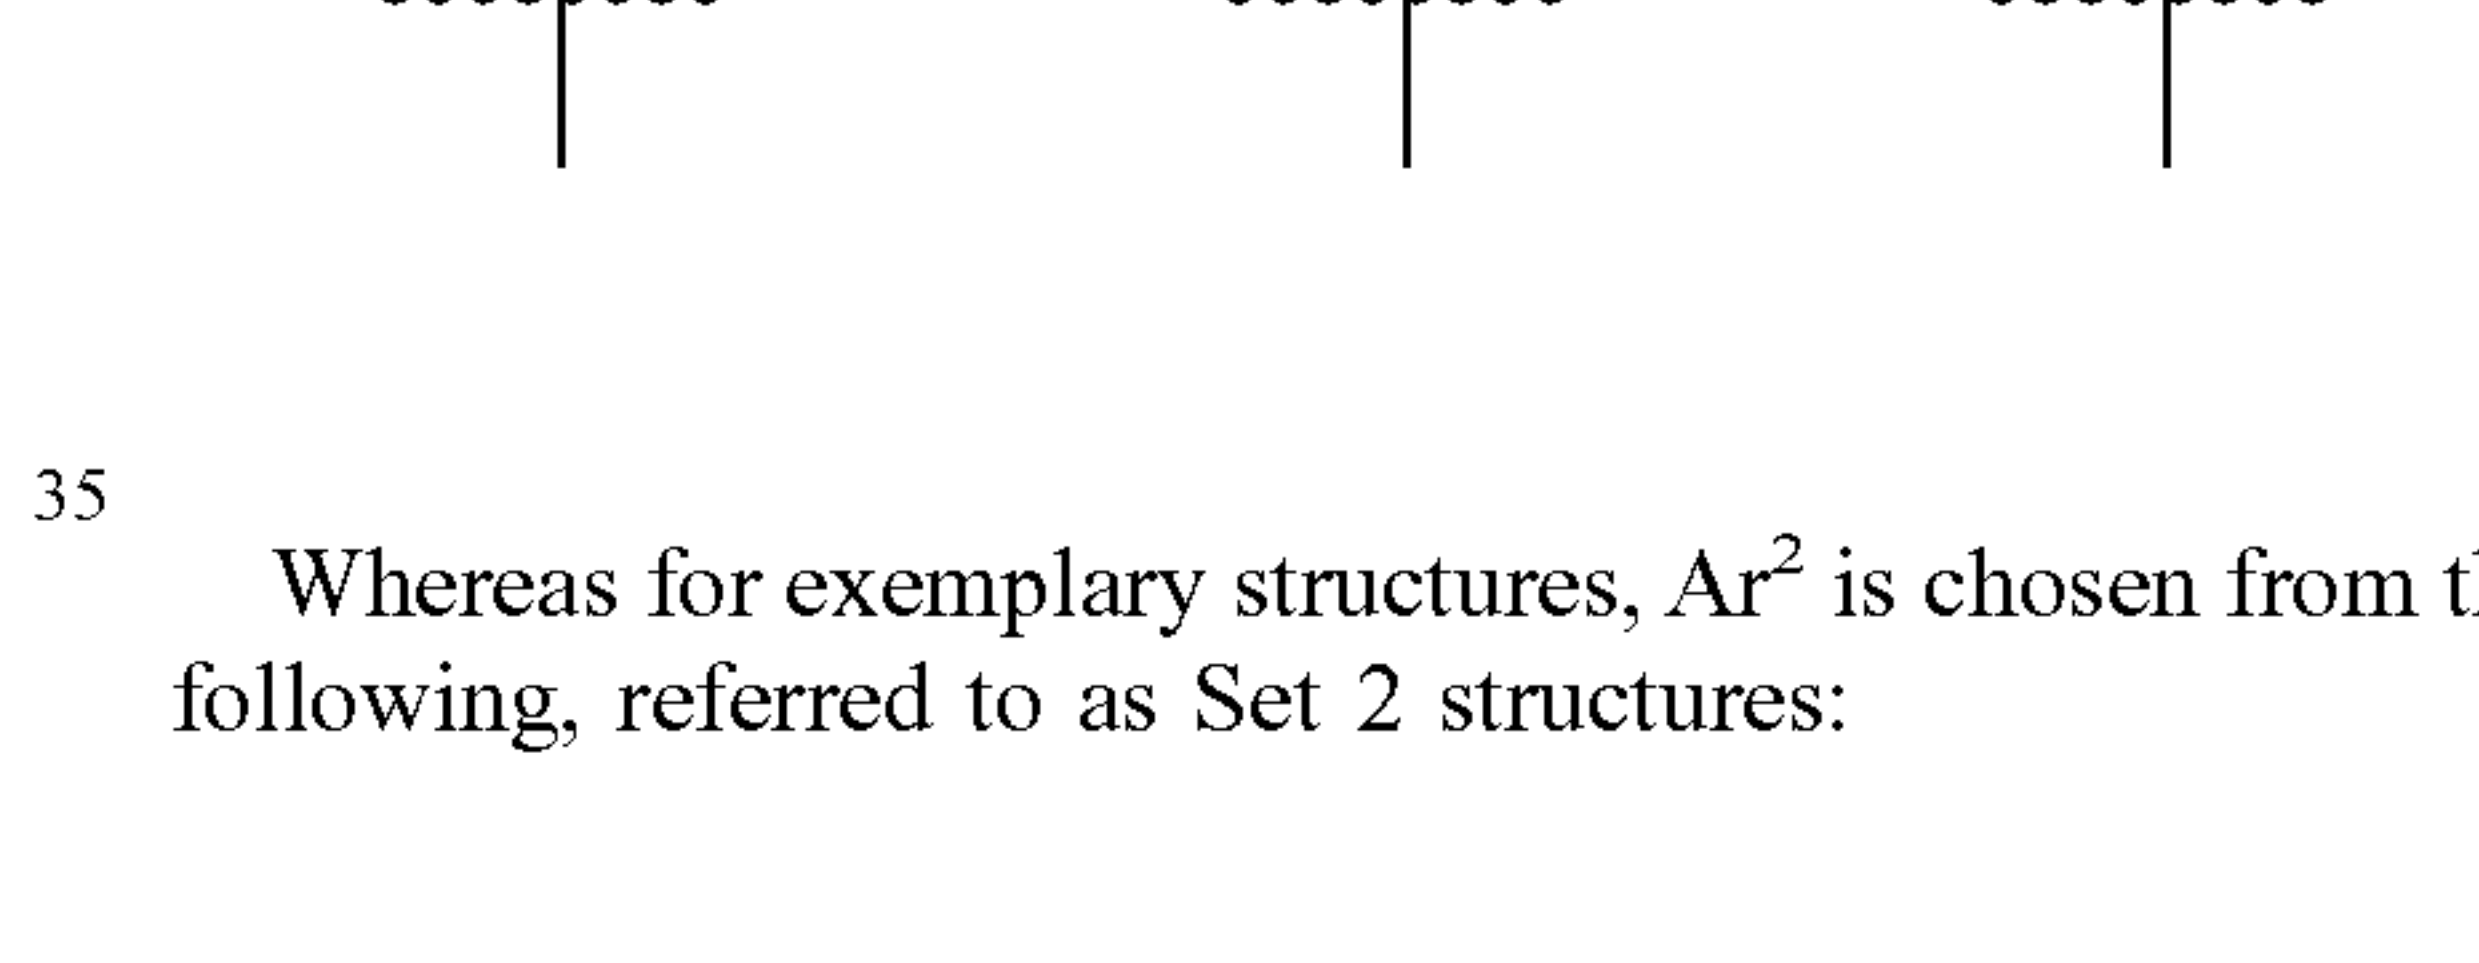 35
Whereas for exemplary structures, Ar² is chosen from
following, referred to as Set 2 structures: